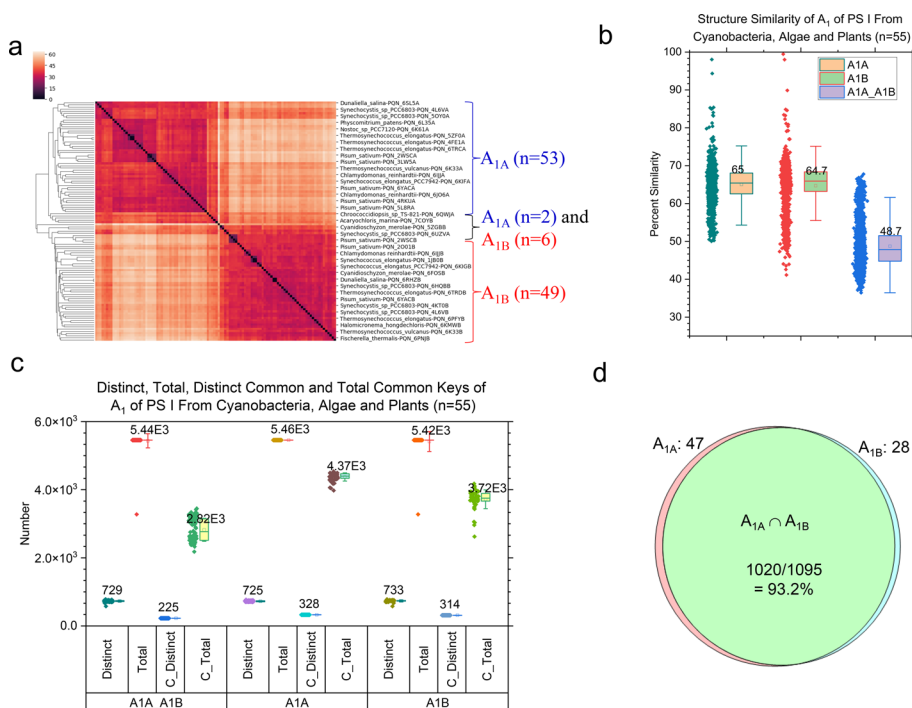 a
60
45
30
15
0
Dunaliella_salina-PQN_6SL5A
Synechocystis_sp_PCC6803-PQN_4L6VA
Synechocystis_sp_PCC6803-PQN_5OY0A
Physcomitrium_patens-PQN_6L35A
Nostoc_sp_PCC7120-PQN_6K61A
Thermosynechococcus_elongatus-PQN_5ZF0A
Thermosynechococcus_elongatus-PQN_4FE1A
Thermosynechococcus_elongatus-PQN_6TRCA
Pisum_sativum-PQN_2WSCA
Pisum_sativum-PQN_3LW5A
Thermosynechococcus_vulcanus-PQN_6K33A
Chlamydomonas_reinhardtii-PQN_6IJJA
Synechococcus_elongatus_PCC7942-PQN_6KIFA
Pisum_sativum-PQN_6YACA
Chlamydomonas_reinhardtii-PQN_6JO6A
Pisum_sativum-PQN_4RKUA
Pisum_sativum-PQN_5L8RA
Chroococcidiopsis_sp_TS-821-PQN_6QWJA
Acaryochloris_marina-PQN_7COYB
Cyanidioschyzon_merolae-PQN_5ZGBB
Synechocystis_sp_PCC6803-PQN_6UZVA
Pisum_sativum-PQN_2WSCB
Pisum_sativum-PQN_2O01B
Chlamydomonas_reinhardtii-PQN_6IJJB
Synechococcus_elongatus-PQN_1JB0B
Synechococcus_elongatus_PCC7942-PQN_6KIGB
Cyanidioschyzon_merolae-PQN_6FOSB
Dunaliella_salina-PQN_6RHZB
Synechocystis_sp_PCC6803-PQN_6HQBB
Thermosynechococcus_elongatus-PQN_6TRDB
Pisum_sativum-PQN_6YACB
Synechocystis_sp_PCC6803-PQN_4KT0B
Synechocystis_sp_PCC6803-PQN_4L6VB
Thermosynechococcus_elongatus-PQN_6PFYB
Halomicronema_hongdechloris-PQN_6KMWB
Thermosynechococcus_vulcanus-PQN_6K33B
Fischerella_thermalis-PQN_6PNJB
A1A (n=53)
A1A (n=2) and
A1B (n=6)
A1B (n=49)
b
Structure Similarity of A1 of PS I From
Cyanobacteria, Algae and Plants (n=55)
Percent Similarity
100
90
80
70
60
50
40
30
A1A
A1B
A1A_A1B
65
64.7
48.7
c
Distinct, Total, Distinct Common and Total Common Keys of
A1 of PS I From Cyanobacteria, Algae and Plants (n=55)
Number
6.0×10³
4.0×10³
2.0×10³
0.0
5.44E3
5.46E3
5.42E3
2.82E3
4.37E3
3.72E3
729
225
725
328
733
314
Distinct
Total
C_Distinct
C_Total
Distinct
Total
C_Distinct
C_Total
Distinct
Total
C_Distinct
C_Total
A1A A1B
A1A
A1B
d
A1A: 47
A1B: 28
A1A ∩ A1B
1020/1095
= 93.2%